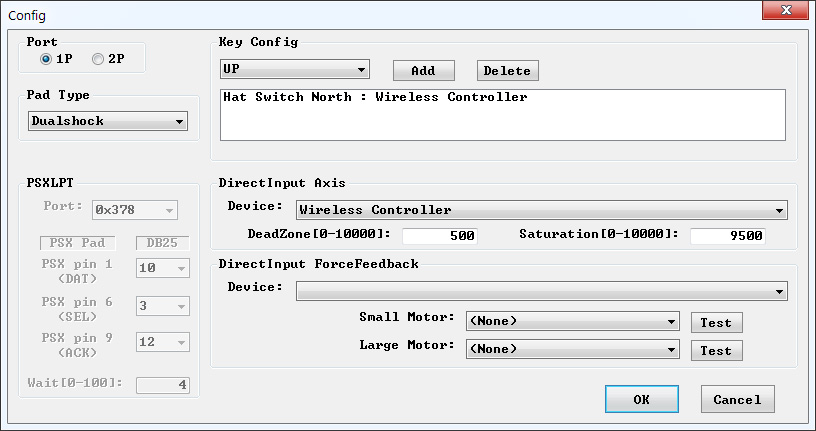 Config
Port
1P 2P
Pad Type
Dualshock
Key Config
UP Add Delete
Hat Switch North : Wireless Controller
PSXLPT
Port: 0x378
PSX Pad DB25
PSX pin 1 (DAT) 10
PSX pin 6 (SEL) 3
PSX pin 9 (ACK) 12
Wait[0-100]: 4
DirectInput Axis
Device: Wireless Controller
DeadZone[0-10000]: 500 Saturation[0-10000]: 9500
DirectInput ForceFeedback
Device:
Small Motor: (None) Test
Large Motor: (None) Test
OK Cancel